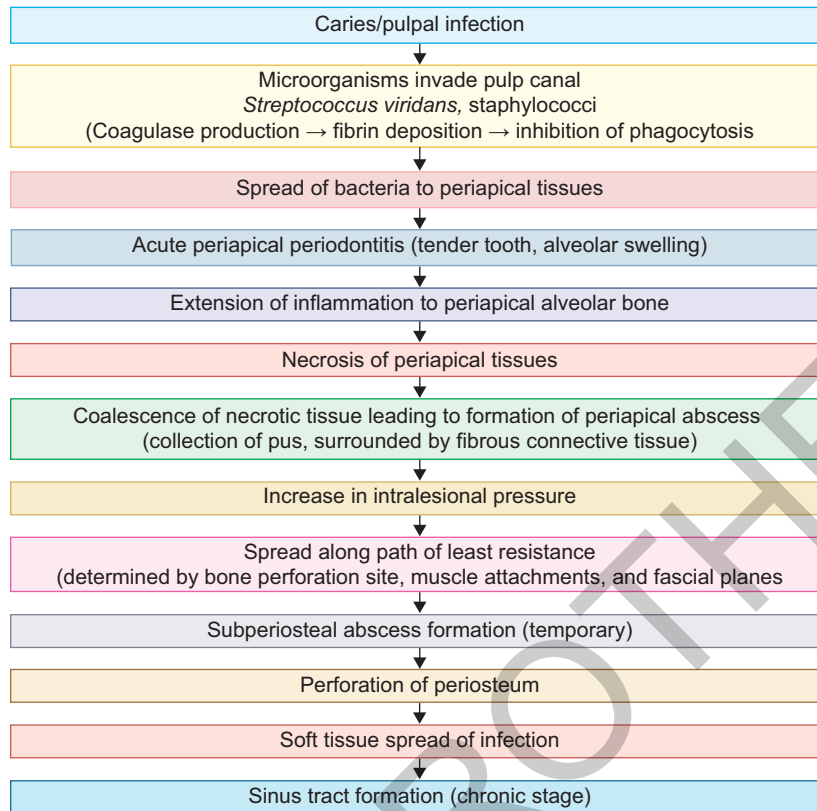 Caries/pulpal infection
Microorganisms invade pulp canal
Streptococcus viridans, staphylococci
(Coagulase production → fibrin deposition → inhibition of phagocytosis
Spread of bacteria to periapical tissues
Acute periapical periodontitis (tender tooth, alveolar swelling)
Extension of inflammation to periapical alveolar bone
Necrosis of periapical tissues
Coalescence of necrotic tissue leading to formation of periapical abscess
(collection of pus, surrounded by fibrous connective tissue)
Increase in intralesional pressure
Spread along path of least resistance
(determined by bone perforation site, muscle attachments, and fascial planes
Subperiosteal abscess formation (temporary)
Perforation of periosteum
Soft tissue spread of infection
Sinus tract formation (chronic stage)